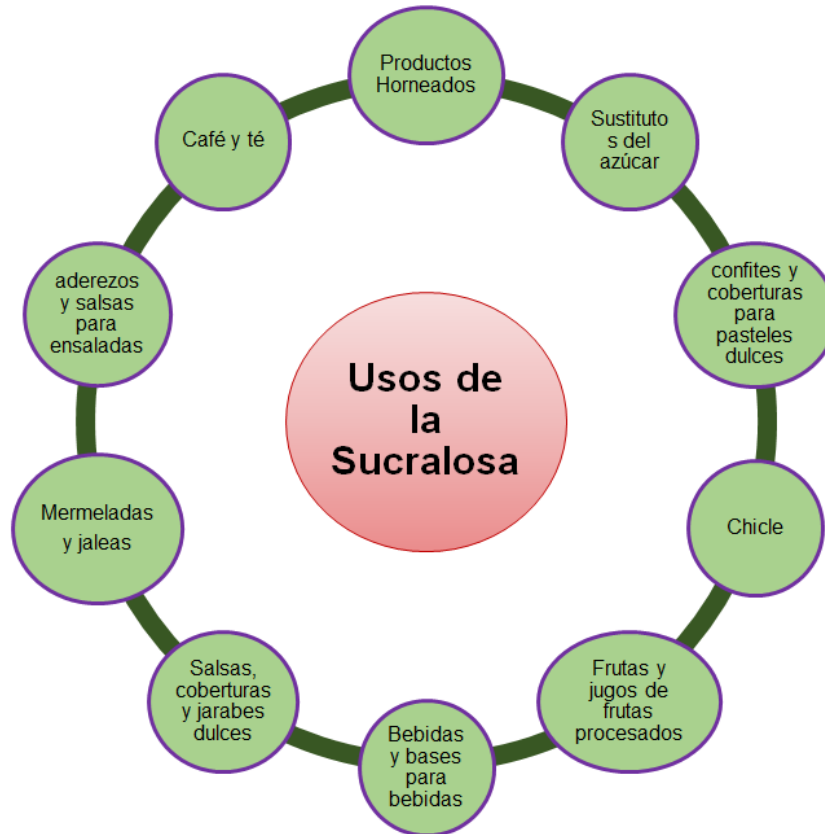 Productos
Horneados
Sustituto
s del
azúcar
confites y
coberturas
para
pasteles
dulces
Chicle
Frutas y
jugos de
frutas
procesados
Bebidas
y bases
para
bebidas
Salsas,
coberturas
y jarabes
dulces
Mermeladas
y jaleas
aderezos
y salsas
para
ensaladas
Café y té
Usos de
la
Sucralosa